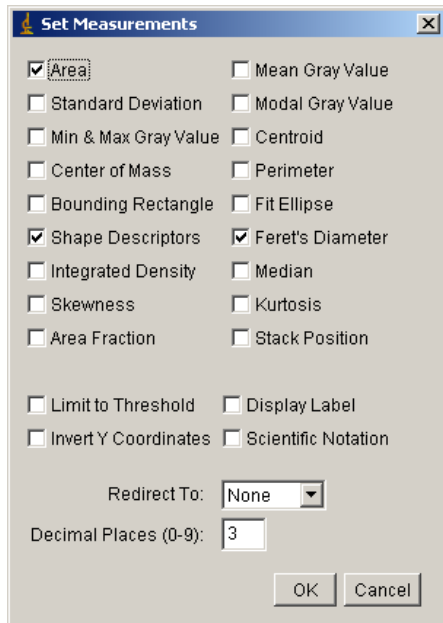 Set Measurements
Area Mean Gray Value
Standard Deviation Modal Gray Value
Min & Max Gray Value Centroid
Center of Mass Perimeter
Bounding Rectangle Fit Ellipse
Shape Descriptors Feret's Diameter
Integrated Density Median
Skewness Kurtosis
Area Fraction Stack Position
Limit to Threshold Display Label
Invert Y Coordinates Scientific Notation
Redirect To: None
Decimal Places (0-9): 3
OK Cancel